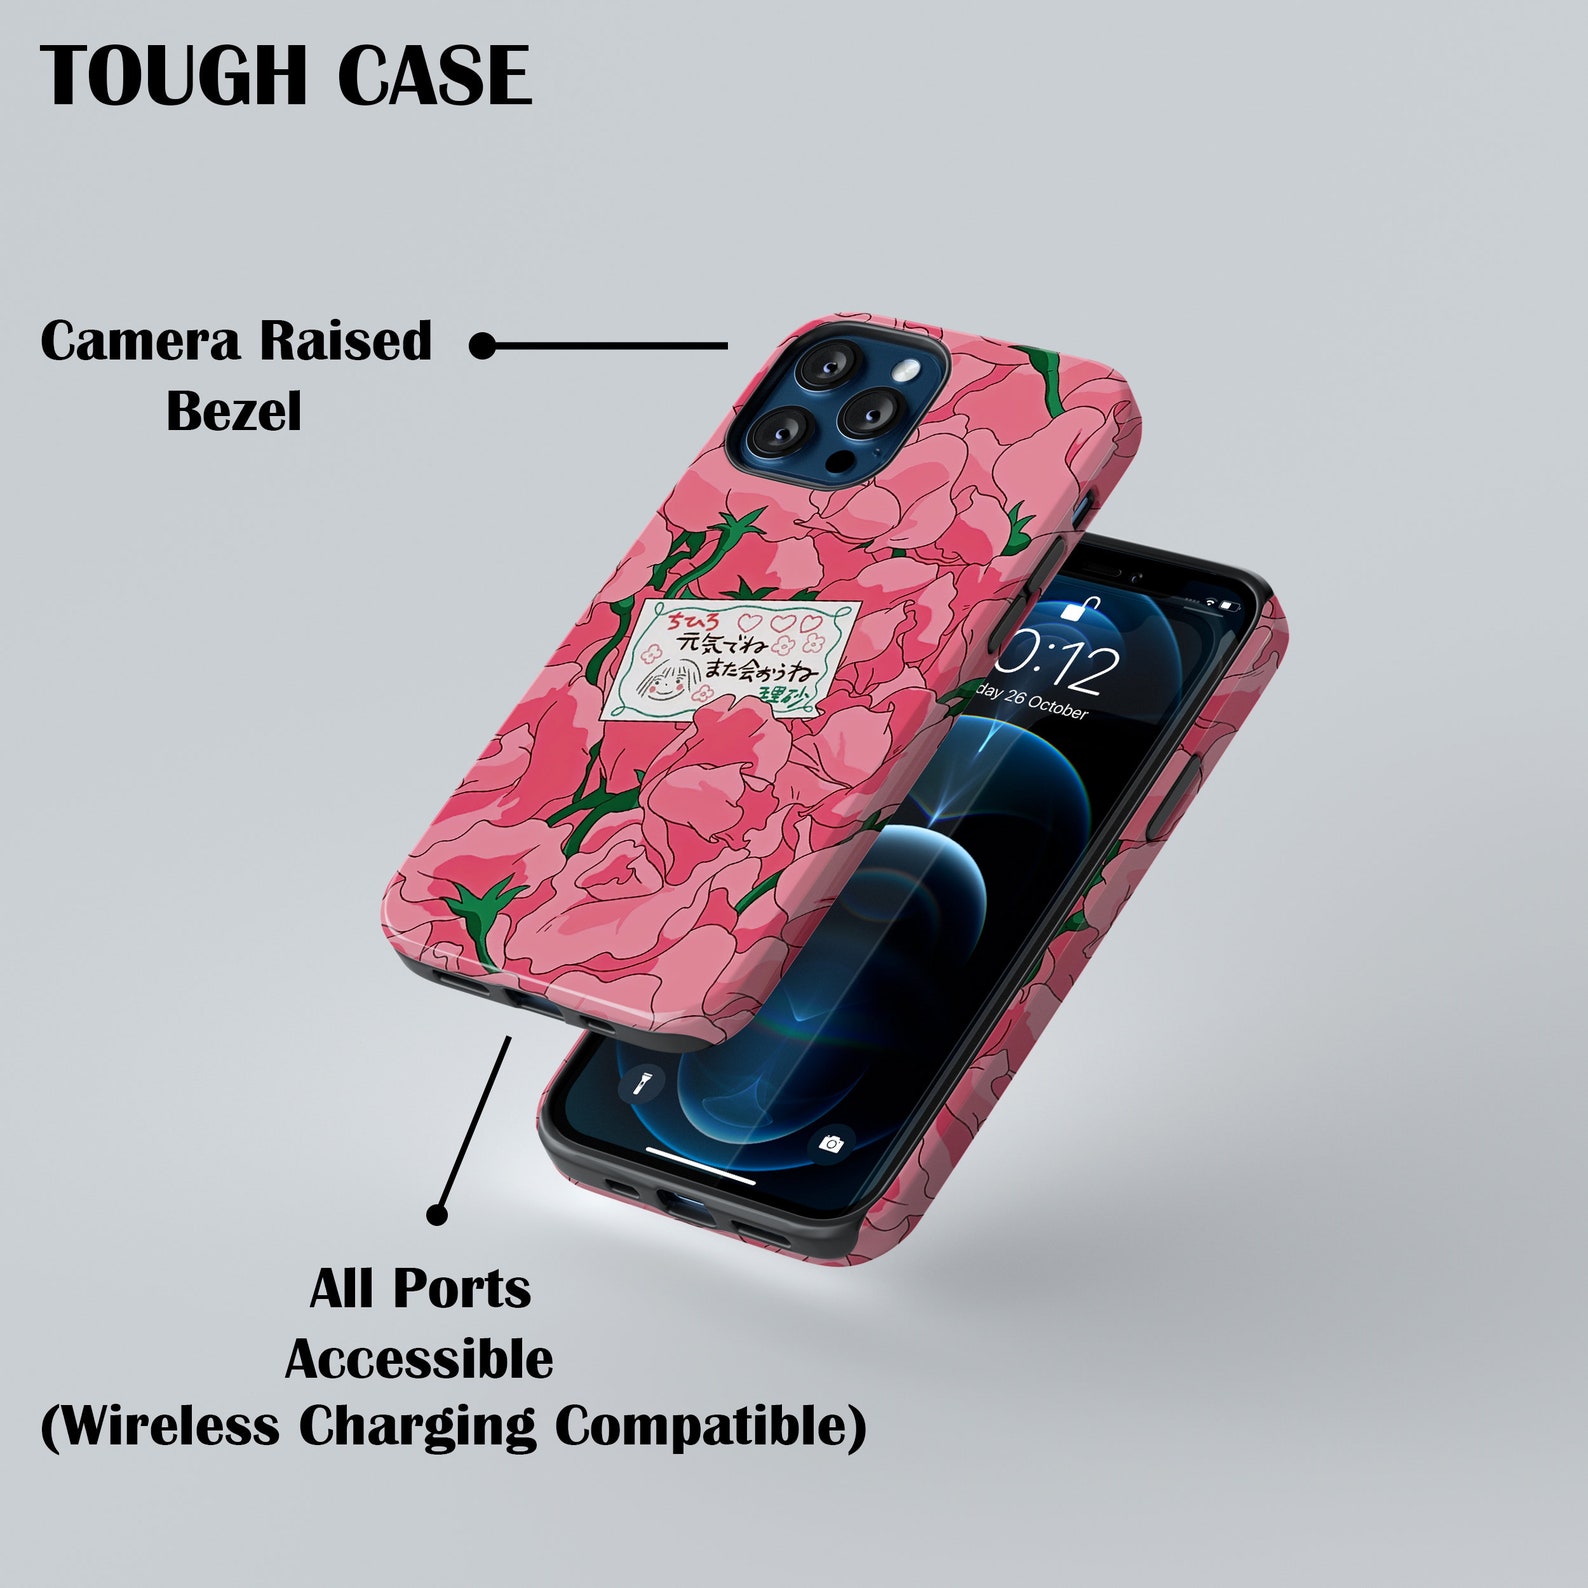 TOUGH CASE
Camera Raised
Bezel
ちひろ
元気でね
また会おうね
理砂
0:12
day 26 October
All Ports
Accessible
(Wireless Charging Compatible)